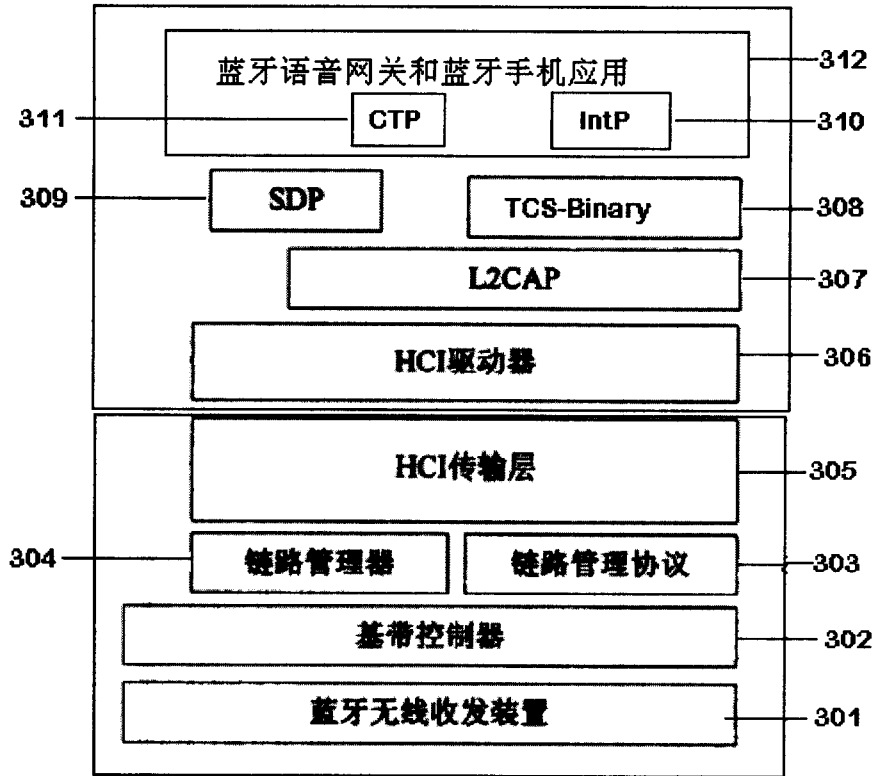 蓝牙语音网关和蓝牙手机应用
312
311
CTP
IntP
310
309
SDP
TCS-Binary
308
L2CAP
307
HCI驱动器
306
HCI传输层
305
304
链路管理器
链路管理协议
303
基带控制器
302
蓝牙无线收发装置
301